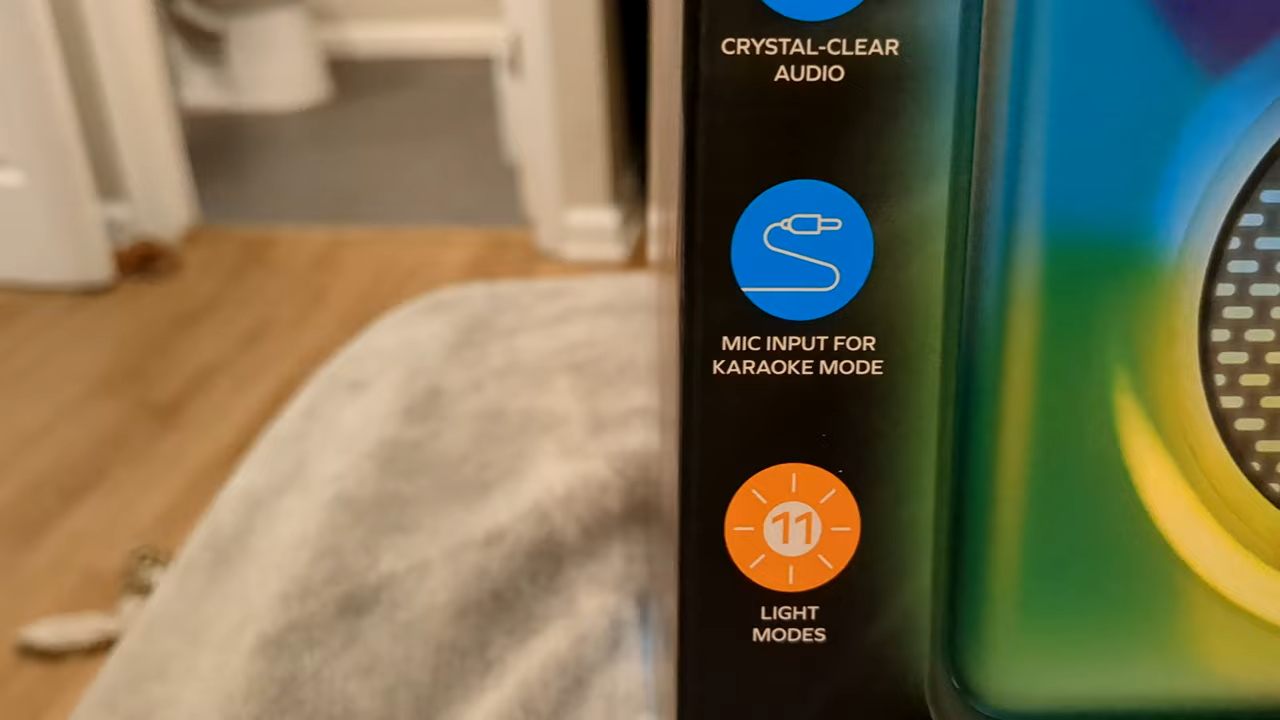 CRYSTAL-CLEAR
AUDIO
MIC INPUT FOR
KARAOKE MODE
11
LIGHT
MODES